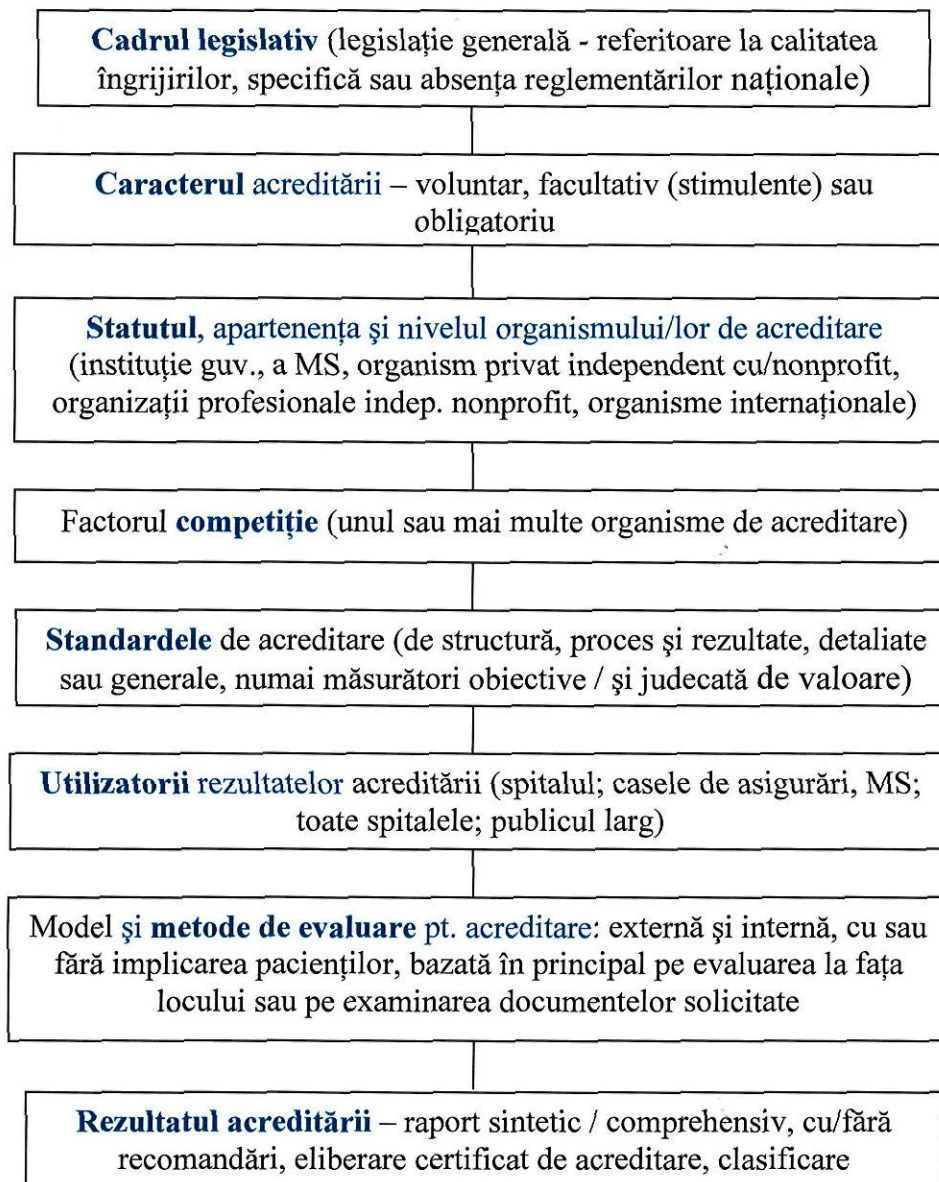 Cadrul legislativ (legislație generală - referitoare la calitatea
îngrijirilor, specifică sau absența reglementărilor naționale)
Caracterul acreditării – voluntar, facultativ (stimulente) sau
obligatoriu
Statutul, apartenența și nivelul organismului/lor de acreditare
(instituție guv., a MS, organism privat independent cu/nonprofit,
organizații profesionale indep. nonprofit, organisme internaționale)
Factorul competiție (unul sau mai multe organisme de acreditare)
Standardele de acreditare (de structură, proces și rezultate, detaliate
sau generale, numai măsurători obiective / și judecată de valoare)
Utilizatorii rezultatelor acreditării (spitalul; casele de asigurări, MS;
toate spitalele; publicul larg)
Model și metode de evaluare pt. acreditare: externă și internă, cu sau
fără implicarea pacienților, bazată în principal pe evaluarea la fața
locului sau pe examinarea documentelor solicitate
Rezultatul acreditării – raport sintetic / comprehensiv, cu/fără
recomandări, eliberare certificat de acreditare, clasificare